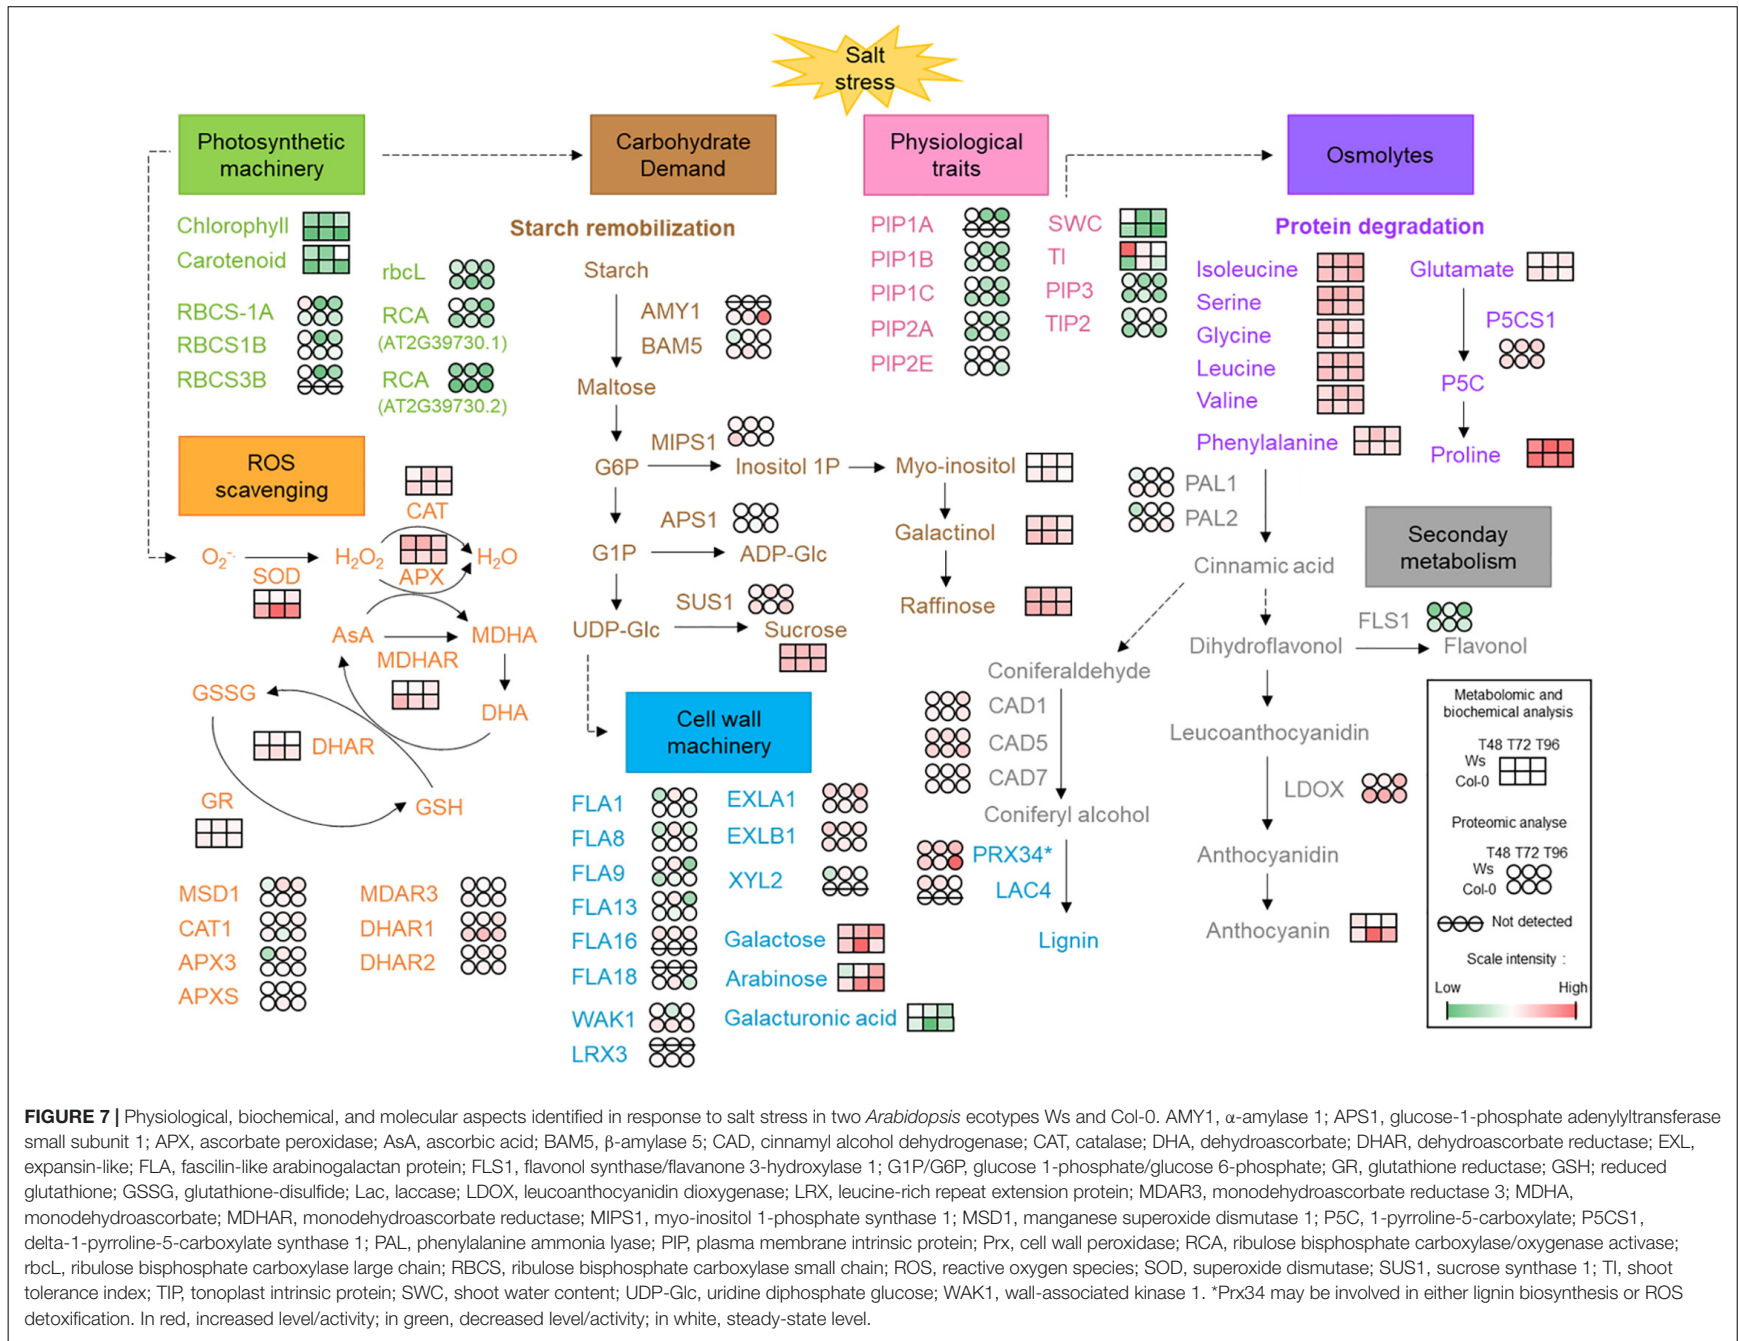 Salt
stress
Photosynthetic
machinery
Carbohydrate
Demand
Physiological
traits
Osmolytes
Chlorophyll
Carotenoid
RBCS-1A
RBCS1B
RBCS3B
rbcL
RCA
(AT2G39730.1)
RCA
(AT2G39730.2)
Starch remobilization
Starch
AMY1
BAM5
Maltose
MIPS1
G6P
Inositol 1P
Myo-inositol
APS1
Galactinol
G1P
ADP-Glc
SUS1
Raffinose
UDP-Glc
Sucrose
PIP1A
PIP1B
PIP1C
PIP2A
PIP2E
SWC
TI
PIP3
TIP2
Protein degradation
Isoleucine
Serine
Glycine
Leucine
Valine
Phenylalanine
Glutamate
P5CS1
P5C
Proline
ROS
scavenging
CAT
O₂⁻·
H₂O₂
H₂O
SOD
APX
AsA
MDHA
MDHAR
GSSG
DHA
DHAR
GR
GSH
MSD1
CAT1
APX3
APXS
MDAR3
DHAR1
DHAR2
Cell wall
machinery
FLA1
FLA8
FLA9
FLA13
FLA16
FLA18
WAK1
LRX3
EXLA1
EXLB1
XYL2
Galactose
Arabinose
Galacturonic acid
PAL1
PAL2
Seconday
metabolism
Cinnamic acid
FLS1
Dihydroflavonol
Flavonol
Coniferaldehyde
CAD1
CAD5
CAD7
Coniferyl alcohol
PRX34*
LAC4
Lignin
Leucoanthocyanidin
LDOX
Anthocyanidin
Anthocyanin
Metabolomic and
biochemical analysis
T48 T72 T96
Ws
Col-0
Proteomic analyse
T48 T72 T96
Ws
Col-0
Not detected
Scale intensity :
Low High
FIGURE 7 | Physiological, biochemical, and molecular aspects identified in response to salt stress in two Arabidopsis ecotypes Ws and Col-0. AMY1, α-amylase 1; APS1, glucose-1-phosphate adenylyltransferase
small subunit 1; APX, ascorbate peroxidase; AsA, ascorbic acid; BAM5, β-amylase 5; CAD, cinnamyl alcohol dehydrogenase; CAT, catalase; DHA, dehydroascorbate; DHAR, dehydroascorbate reductase; EXL,
expansin-like; FLA, fascilin-like arabinogalactan protein; FLS1, flavonol synthase/flavanone 3-hydroxylase 1; G1P/G6P, glucose 1-phosphate/glucose 6-phosphate; GR, glutathione reductase; GSH; reduced
glutathione; GSSG, glutathione-disulfide; Lac, laccase; LDOX, leucoanthocyanidin dioxygenase; LRX, leucine-rich repeat extension protein; MDAR3, monodehydroascorbate reductase 3; MDHA,
monodehydroascorbate; MDHAR, monodehydroascorbate reductase; MIPS1, myo-inositol 1-phosphate synthase 1; MSD1, manganese superoxide dismutase 1; P5C, 1-pyrroline-5-carboxylate; P5CS1,
delta-1-pyrroline-5-carboxylate synthase 1; PAL, phenylalanine ammonia lyase; PIP, plasma membrane intrinsic protein; Prx, cell wall peroxidase; RCA, ribulose bisphosphate carboxylase/oxygenase activase;
rbcL, ribulose bisphosphate carboxylase large chain; RBCS, ribulose bisphosphate carboxylase small chain; ROS, reactive oxygen species; SOD, superoxide dismutase; SUS1, sucrose synthase 1; TI, shoot
tolerance index; TIP, tonoplast intrinsic protein; SWC, shoot water content; UDP-Glc, uridine diphosphate glucose; WAK1, wall-associated kinase 1. *Prx34 may be involved in either lignin biosynthesis or ROS
detoxification. In red, increased level/activity; in green, decreased level/activity; in white, steady-state level.